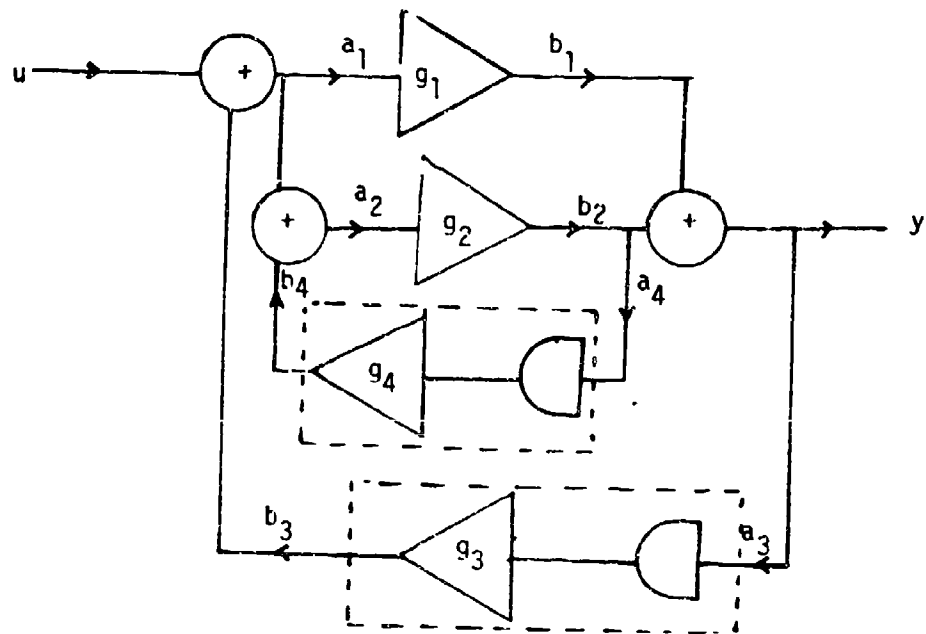 a₁ b₁
u + g₁
a₂ b₂
+ g₂ + y
b₄ a₄
g₄
b₃ g₃ a₃